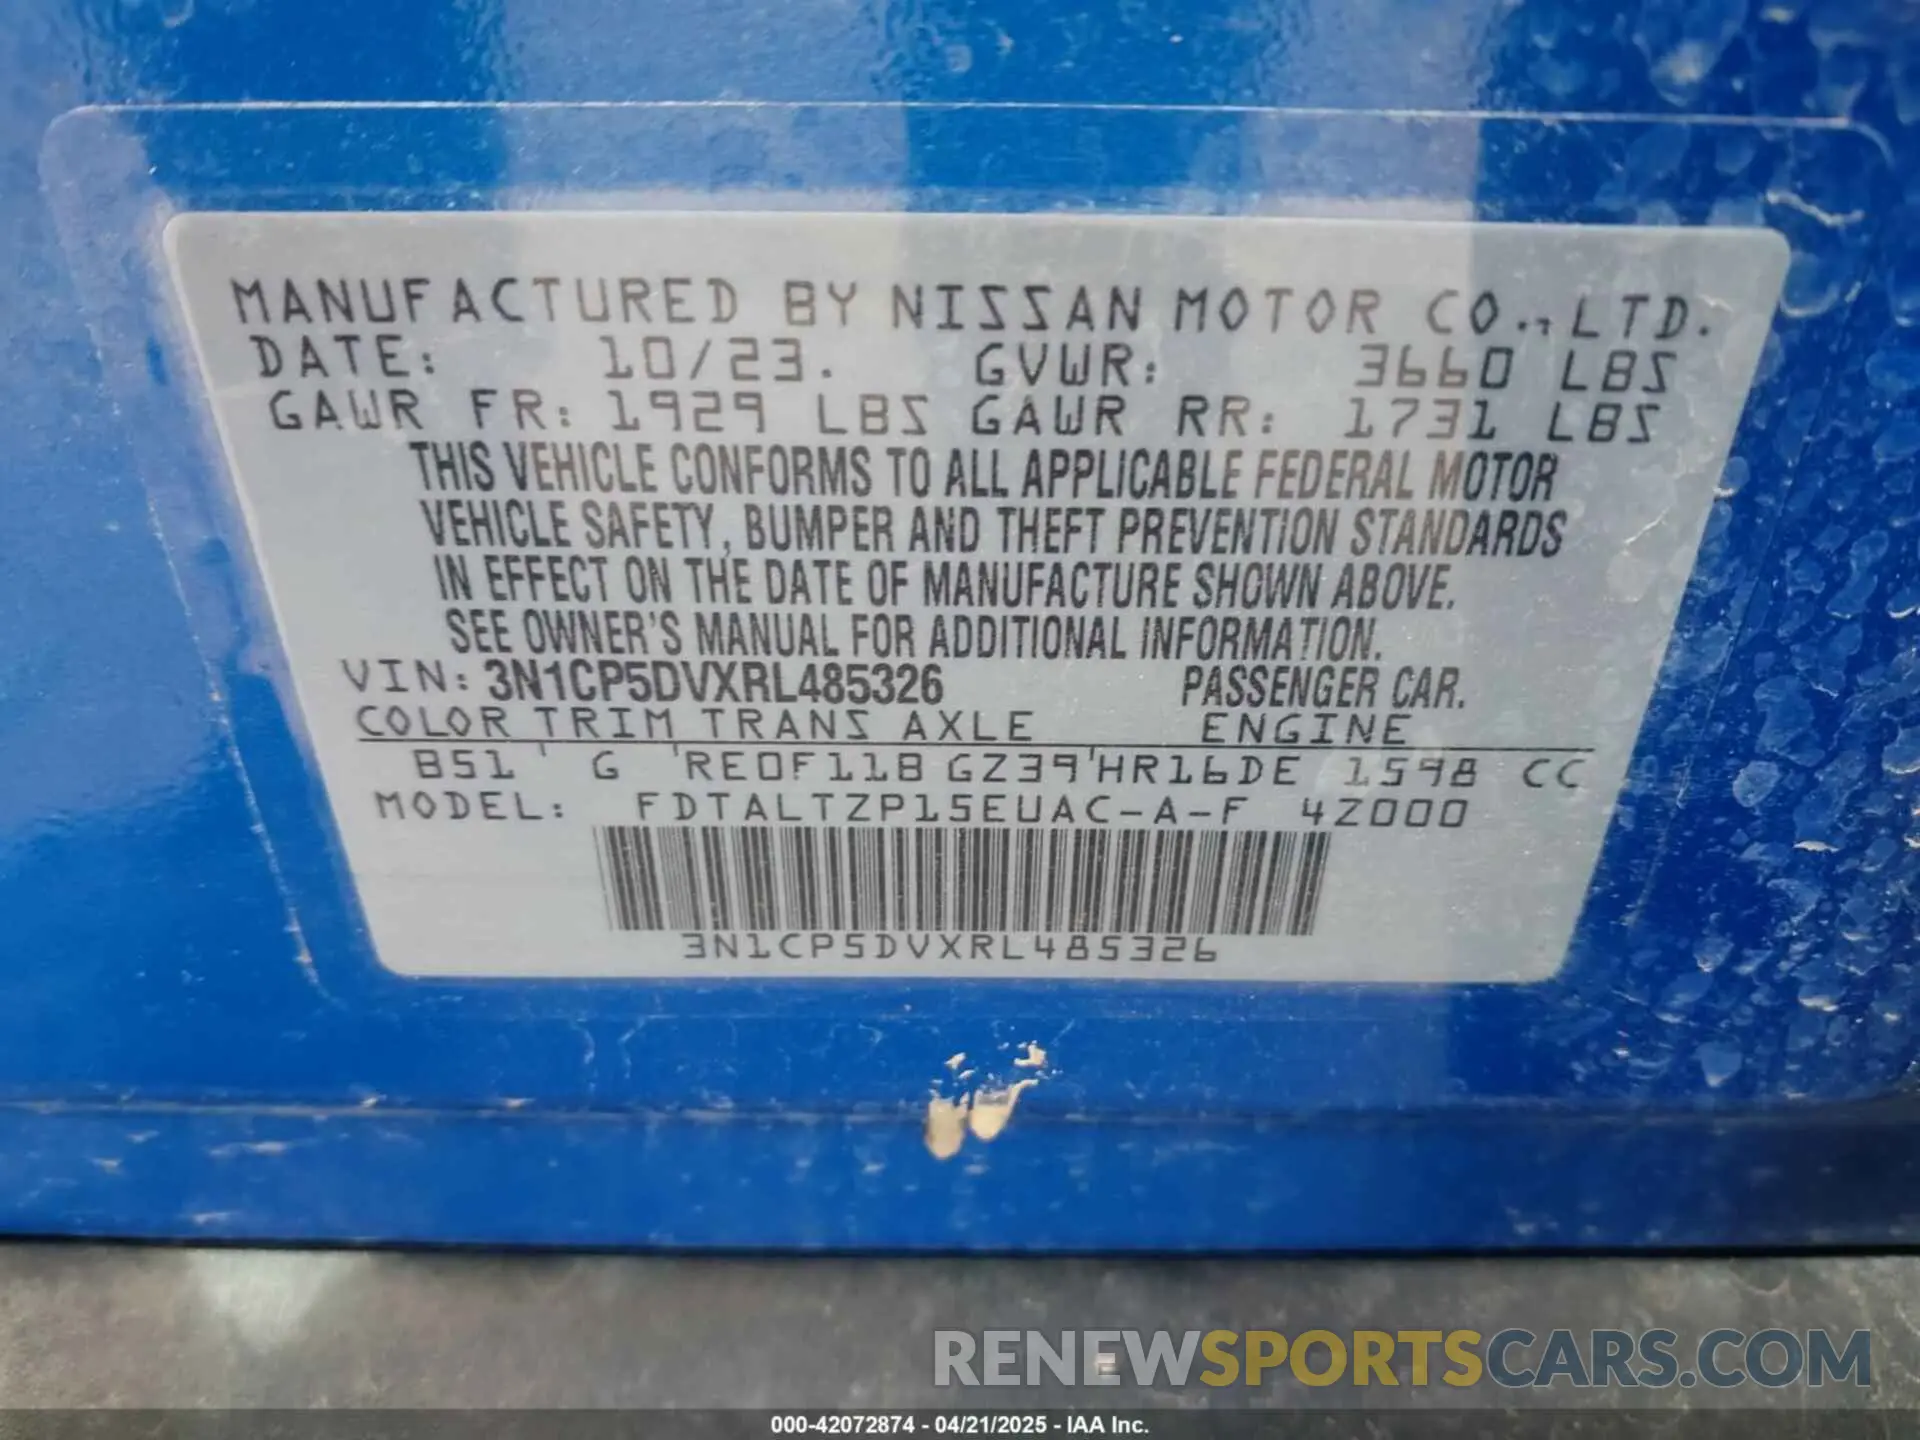 MANUFACTURED BY NISSAN MOTOR CO., LTD.
DATE: 10/23. GVWR: 3660 LBS
GAWR FR: 1929 LBS GAWR RR: 1731 LBS
THIS VEHICLE CONFORMS TO ALL APPLICABLE FEDERAL MOTOR
VEHICLE SAFETY, BUMPER AND THEFT PREVENTION STANDARDS
IN EFFECT ON THE DATE OF MANUFACTURE SHOWN ABOVE.
SEE OWNER'S MANUAL FOR ADDITIONAL INFORMATION.
VIN: 3N1CP5DVXRL485326 PASSENGER CAR.
COLOR TRIM TRANS AXLE ENGINE
B51 ' G 'RE0F11B GZ39'HR16DE 1598 CC
MODEL: FDTALTZP15EUAC-A-F 4Z000
3N1CP5DVXRL485326
RENEWSPORTSCARS.COM
000-42072874 - 04/21/2025 - IAA Inc.